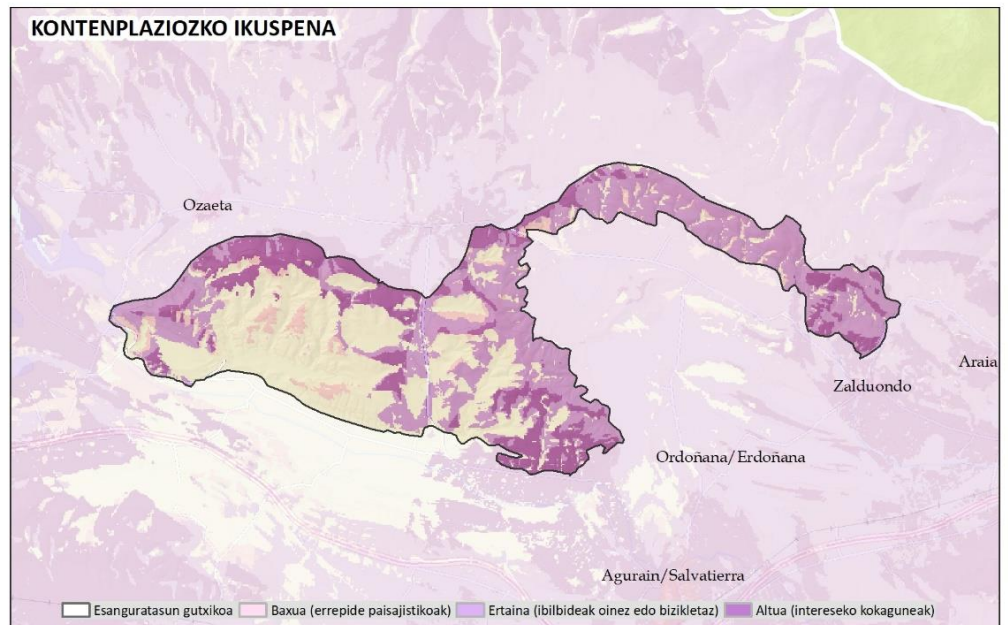 KONTENPLAZIOZKO IKUSPENA
Ozaeta
Araia
Zalduondo
Ordoñana/Erdoñana
Agurain/Salvatierra
Esanguratasun gutxikoa Baxua (errepide paisajistikoak) Ertaina (ibilbideak oinez edo bizikletaz) Altua (intereseko kokaguneak)